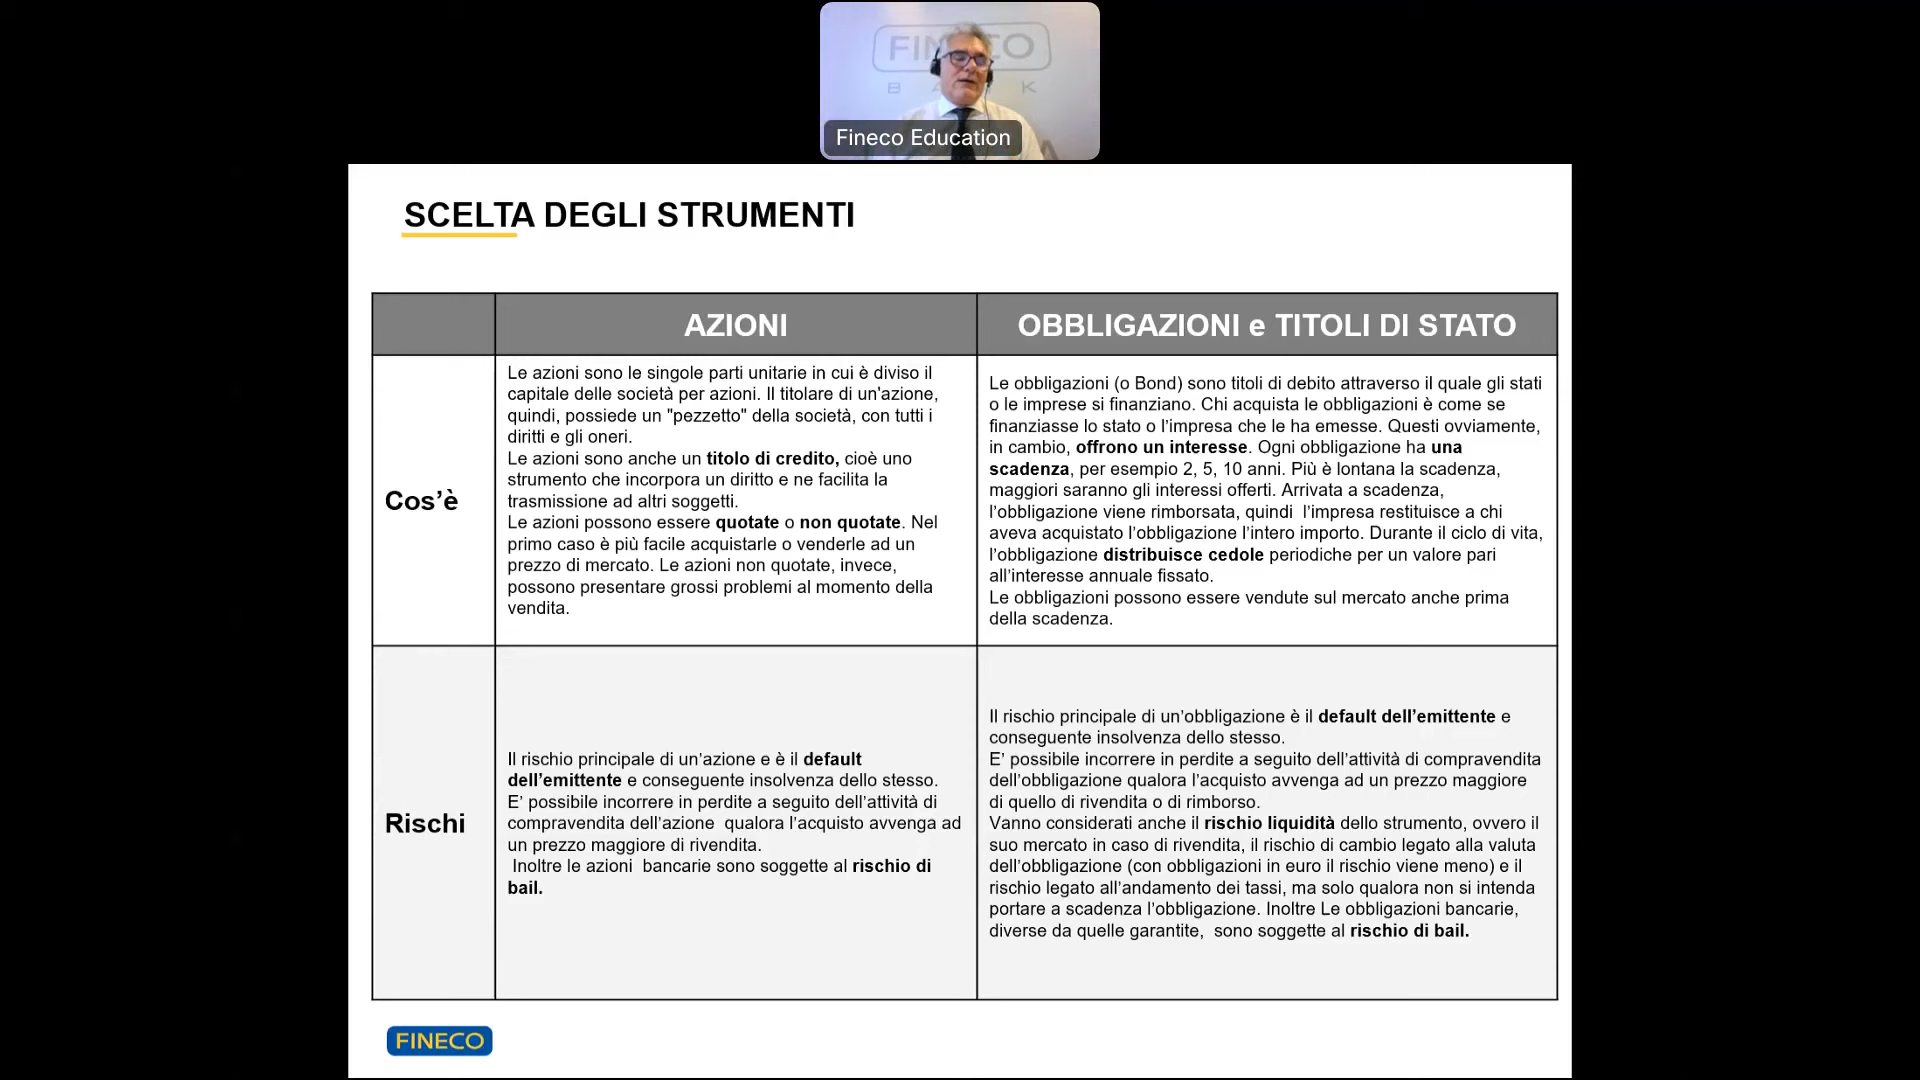 FINECO
BANK
Fineco Education
SCELTA DEGLI STRUMENTI
AZIONI
OBBLIGAZIONI e TITOLI DI STATO
Cos’è
Le azioni sono le singole parti unitarie in cui è diviso il
capitale delle società per azioni. Il titolare di un'azione,
quindi, possiede un "pezzetto" della società, con tutti i
diritti e gli oneri.
Le azioni sono anche un titolo di credito, cioè uno
strumento che incorpora un diritto e ne facilita la
trasmissione ad altri soggetti.
Le azioni possono essere quotate o non quotate. Nel
primo caso è più facile acquistarle o venderle ad un
prezzo di mercato. Le azioni non quotate, invece,
possono presentare grossi problemi al momento della
vendita.
Le obbligazioni (o Bond) sono titoli di debito attraverso il quale gli stati
o le imprese si finanziano. Chi acquista le obbligazioni è come se
finanziasse lo stato o l’impresa che le ha emesse. Questi ovviamente,
in cambio, offrono un interesse. Ogni obbligazione ha una
scadenza, per esempio 2, 5, 10 anni. Più è lontana la scadenza,
maggiori saranno gli interessi offerti. Arrivata a scadenza,
l’obbligazione viene rimborsata, quindi l’impresa restituisce a chi
aveva acquistato l’obbligazione l’intero importo. Durante il ciclo di vita,
l’obbligazione distribuisce cedole periodiche per un valore pari
all’interesse annuale fissato.
Le obbligazioni possono essere vendute sul mercato anche prima
della scadenza.
Rischi
Il rischio principale di un’azione e è il default
dell’emittente e conseguente insolvenza dello stesso.
E’ possibile incorrere in perdite a seguito dell’attività di
compravendita dell’azione qualora l’acquisto avvenga ad
un prezzo maggiore di rivendita.
Inoltre le azioni bancarie sono soggette al rischio di
bail.
Il rischio principale di un’obbligazione è il default dell’emittente e
conseguente insolvenza dello stesso.
E’ possibile incorrere in perdite a seguito dell’attività di compravendita
dell’obbligazione qualora l’acquisto avvenga ad un prezzo maggiore
di quello di rivendita o di rimborso.
Vanno considerati anche il rischio liquidità dello strumento, ovvero il
suo mercato in caso di rivendita, il rischio di cambio legato alla valuta
dell’obbligazione (con obbligazioni in euro il rischio viene meno) e il
rischio legato all’andamento dei tassi, ma solo qualora non si intenda
portare a scadenza l’obbligazione. Inoltre Le obbligazioni bancarie,
diverse da quelle garantite, sono soggette al rischio di bail.
FINECO